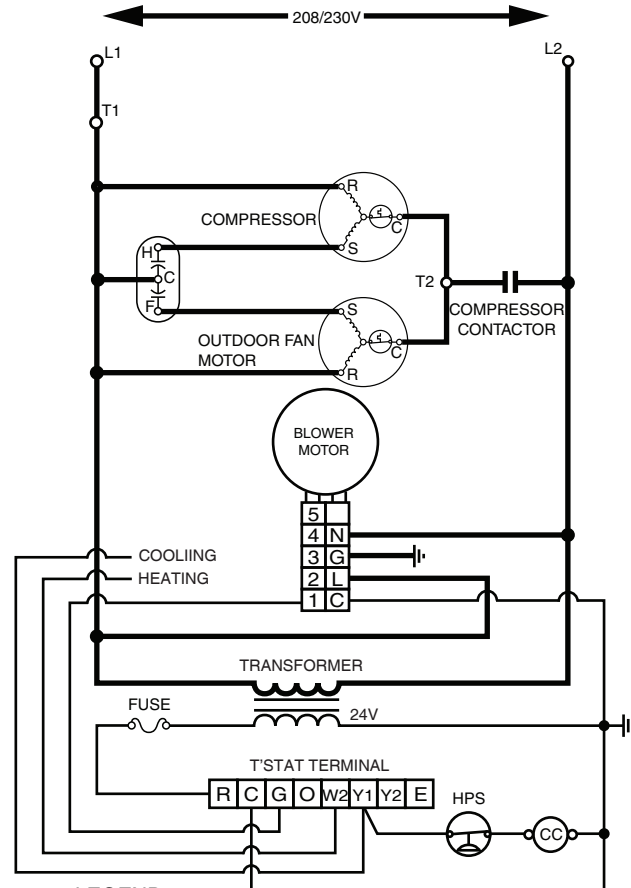 208/230V
L1
L2
T1
R
COMPRESSOR
C
S
H
C
T2
F
COMPRESSOR
CONTACTOR
S
OUTDOOR FAN
MOTOR
C
R
BLOWER
MOTOR
5
4 N
3 G
2 L
1 C
COOLIING
HEATING
TRANSFORMER
FUSE
24V
T'STAT TERMINAL
R C G O W2 Y1 Y2 E
HPS
CC
LEGEND